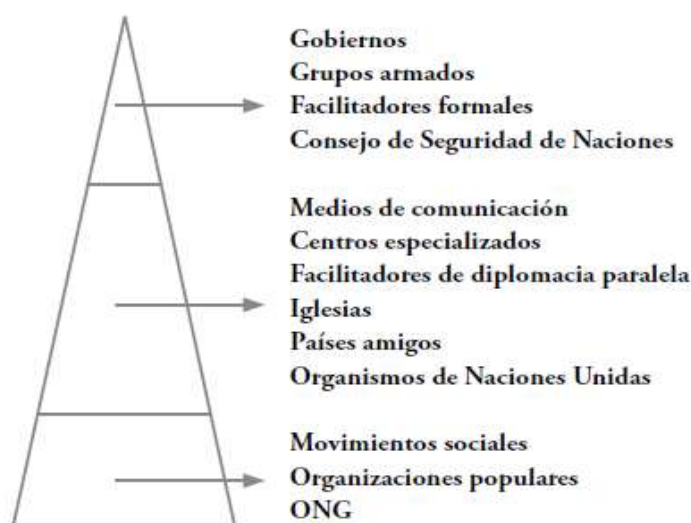 Gobiernos
Grupos armados
Facilitadores formales
Consejo de Seguridad de Naciones
Medios de comunicación
Centros especializados
Facilitadores de diplomacia paralela
Iglesias
Países amigos
Organismos de Naciones Unidas
Movimientos sociales
Organizaciones populares
ONG